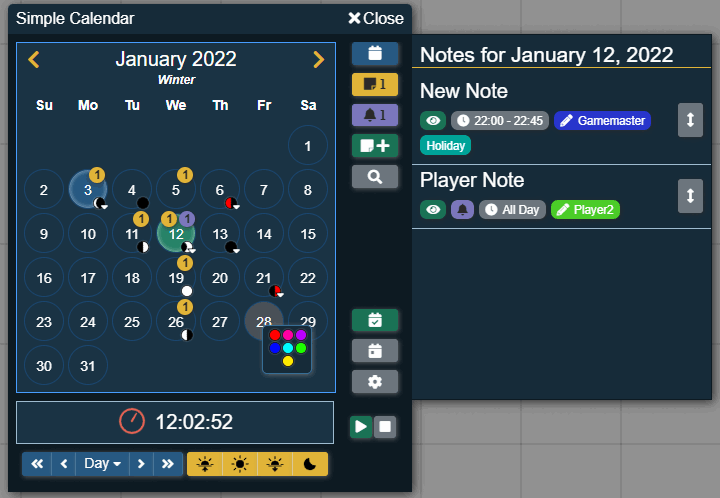 Simple Calendar
Close
January 2022
Winter
Su Mo Tu We Th Fr Sa
1
1 1
2 3 4 5 6 7 8
1 1 1
9 10 11 12 13 14 15
1
16 17 18 19 20 21 22
1
23 24 25 26 27 28 29
30 31
12:02:52
Day
1
1
Notes for January 12, 2022
New Note
22:00 - 22:45 Gamemaster
Holiday
Player Note
All Day Player2